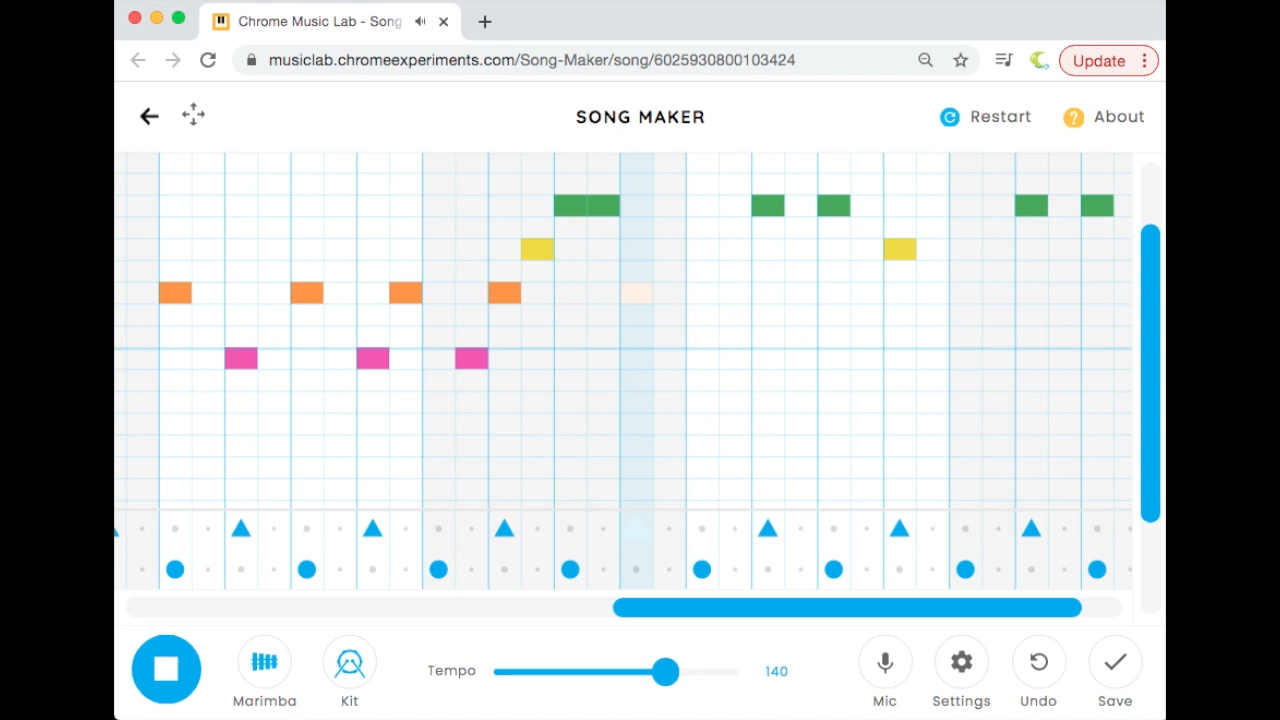 Chrome Music Lab - Song
musiclab.chromeexperiments.com/Song-Maker/song/6025930800103424
Update
SONG MAKER
Restart
? About
Tempo
140
Marimba
Kit
Mic
Settings
Undo
Save